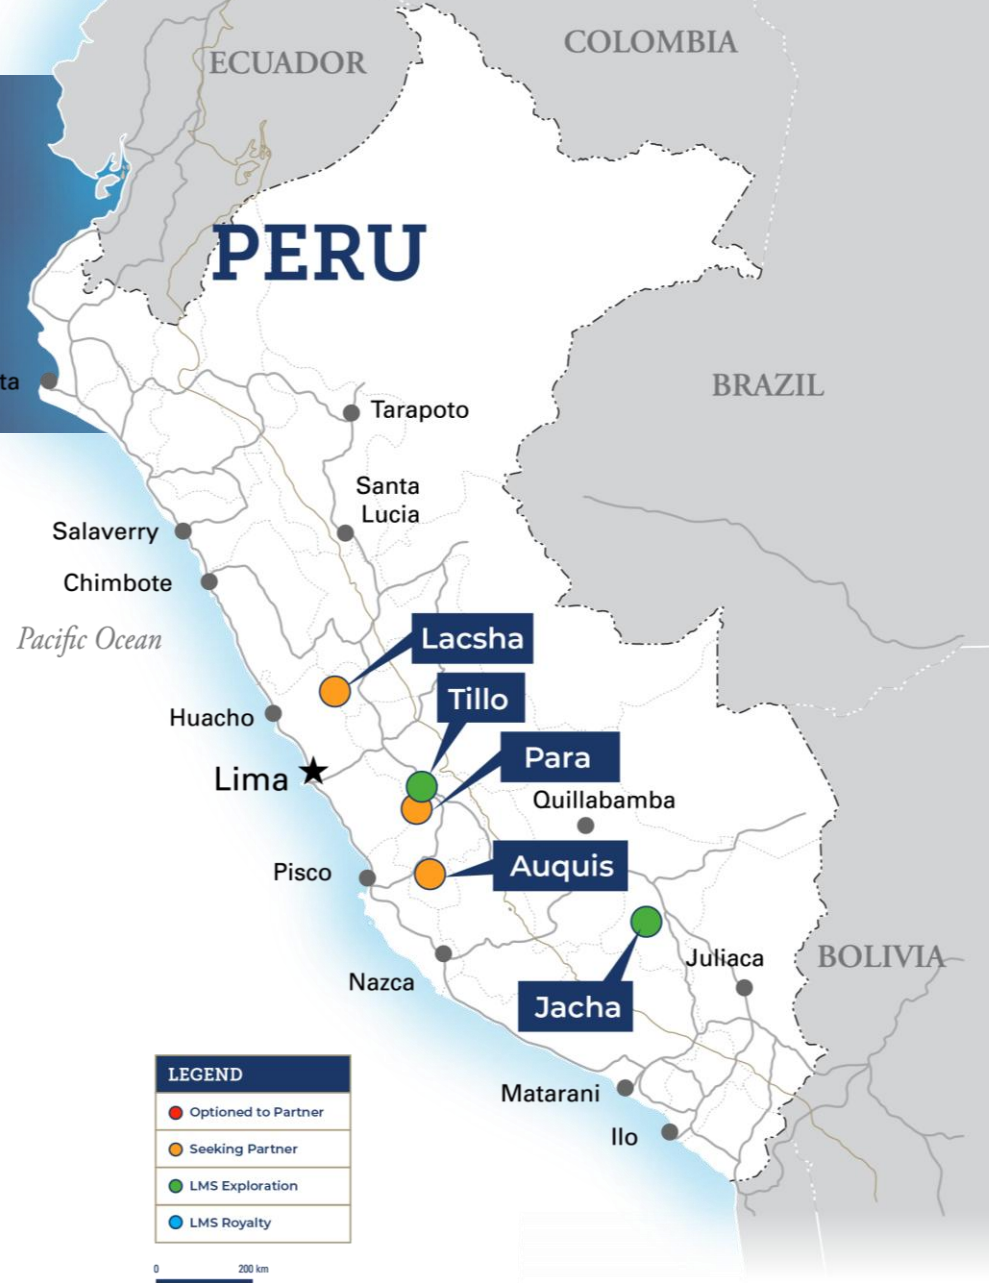 COLOMBIA
ECUADOR
PERU
BRAZIL
ta
Tarapoto
Santa
Lucia
Salaverry
Chimbote
Pacific Ocean
Lacsha
Tillo
Huacho
Para
Lima
Quillabamba
Auquis
Pisco
BOLIVIA
Juliaca
Nazca
Jacha
LEGEND
Optioned to Partner
Seeking Partner
LMS Exploration
LMS Royalty
Matarani
Ilo
0 200 km